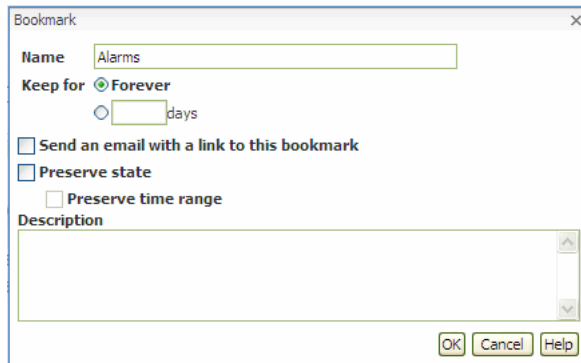 Bookmark
Name Alarms
Keep for Forever
days
Send an email with a link to this bookmark
Preserve state
Preserve time range
Description
OK Cancel Help